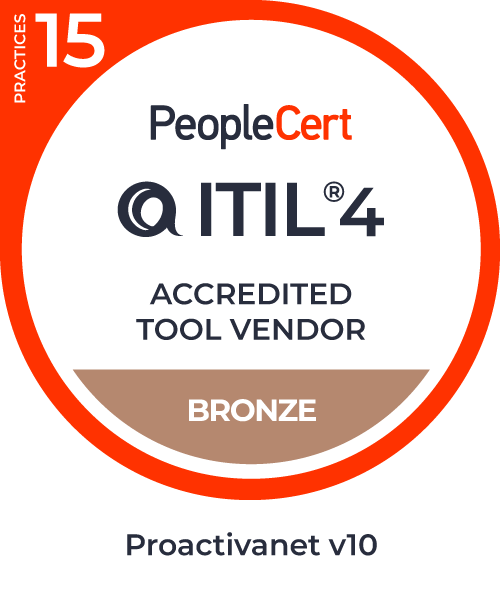 PRACTICES 15
PeopleCert
ITIL®4
ACCREDITED
TOOL VENDOR
BRONZE
Proactivanet v10